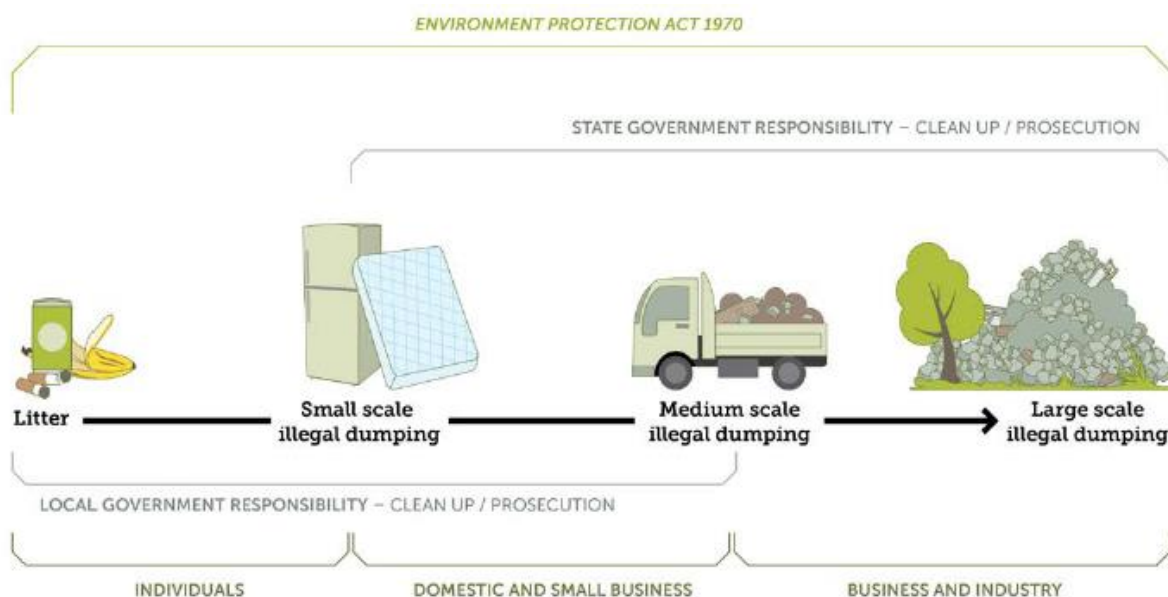 ENVIRONMENT PROTECTION ACT 1970
STATE GOVERNMENT RESPONSIBILITY – CLEAN UP / PROSECUTION
Litter
Small scale
illegal dumping
Medium scale
illegal dumping
Large scale
illegal dumping
LOCAL GOVERNMENT RESPONSIBILITY – CLEAN UP / PROSECUTION
INDIVIDUALS
DOMESTIC AND SMALL BUSINESS
BUSINESS AND INDUSTRY